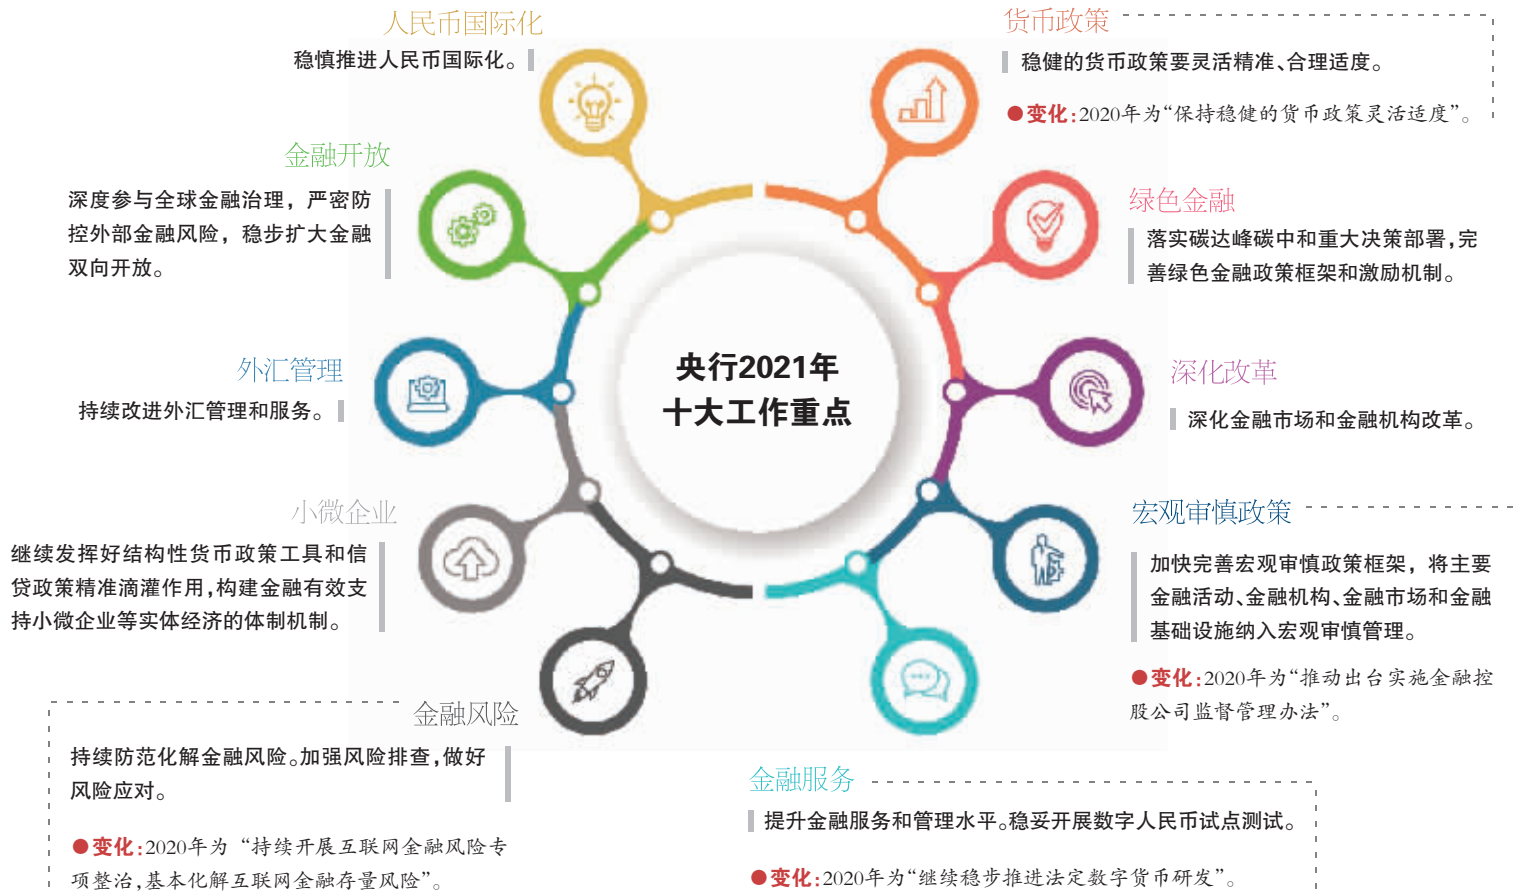 人民币国际化
稳慎推进人民币国际化。
货币政策
稳健的货币政策要灵活精准、合理适度。
●变化:2020年为“保持稳健的货币政策灵活适度”。
金融开放
深度参与全球金融治理，严密防
控外部金融风险，稳步扩大金融
双向开放。
绿色金融
落实碳达峰碳中和重大决策部署,完
善绿色金融政策框架和激励机制。
外汇管理
持续改进外汇管理和服务。
央行2021年
十大工作重点
深化改革
深化金融市场和金融机构改革。
小微企业
继续发挥好结构性货币政策工具和信
贷政策精准滴灌作用,构建金融有效支
持小微企业等实体经济的体制机制。
宏观审慎政策
加快完善宏观审慎政策框架，将主要
金融活动、金融机构、金融市场和金融
基础设施纳入宏观审慎管理。
●变化:2020年为“推动出台实施金融控
股公司监督管理办法”。
金融风险
持续防范化解金融风险。加强风险排查,做好
风险应对。
●变化:2020年为“持续开展互联网金融风险专
项整治,基本化解互联网金融存量风险”。
金融服务
提升金融服务和管理水平。稳妥开展数字人民币试点测试。
●变化:2020年为“继续稳步推进法定数字货币研发”。